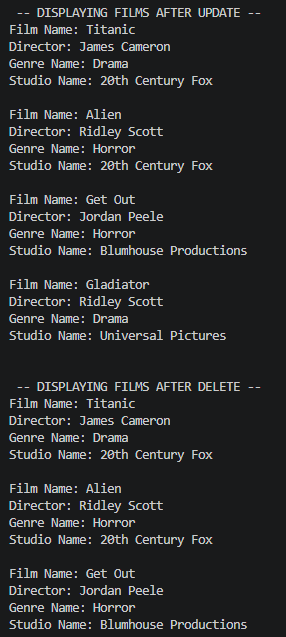 -- DISPLAYING FILMS AFTER UPDATE --
Film Name: Titanic
Director: James Cameron
Genre Name: Drama
Studio Name: 20th Century Fox
Film Name: Alien
Director: Ridley Scott
Genre Name: Horror
Studio Name: 20th Century Fox
Film Name: Get Out
Director: Jordan Peele
Genre Name: Horror
Studio Name: Blumhouse Productions
Film Name: Gladiator
Director: Ridley Scott
Genre Name: Drama
Studio Name: Universal Pictures
-- DISPLAYING FILMS AFTER DELETE --
Film Name: Titanic
Director: James Cameron
Genre Name: Drama
Studio Name: 20th Century Fox
Film Name: Alien
Director: Ridley Scott
Genre Name: Horror
Studio Name: 20th Century Fox
Film Name: Get Out
Director: Jordan Peele
Genre Name: Horror
Studio Name: Blumhouse Productions